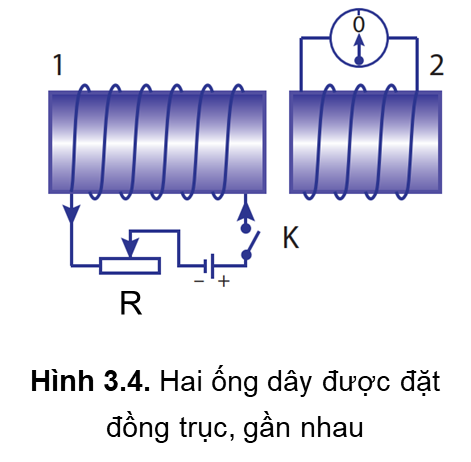 0
1
2
K
– +
R
Hình 3.4. Hai ống dây được đặt
đồng trục, gần nhau